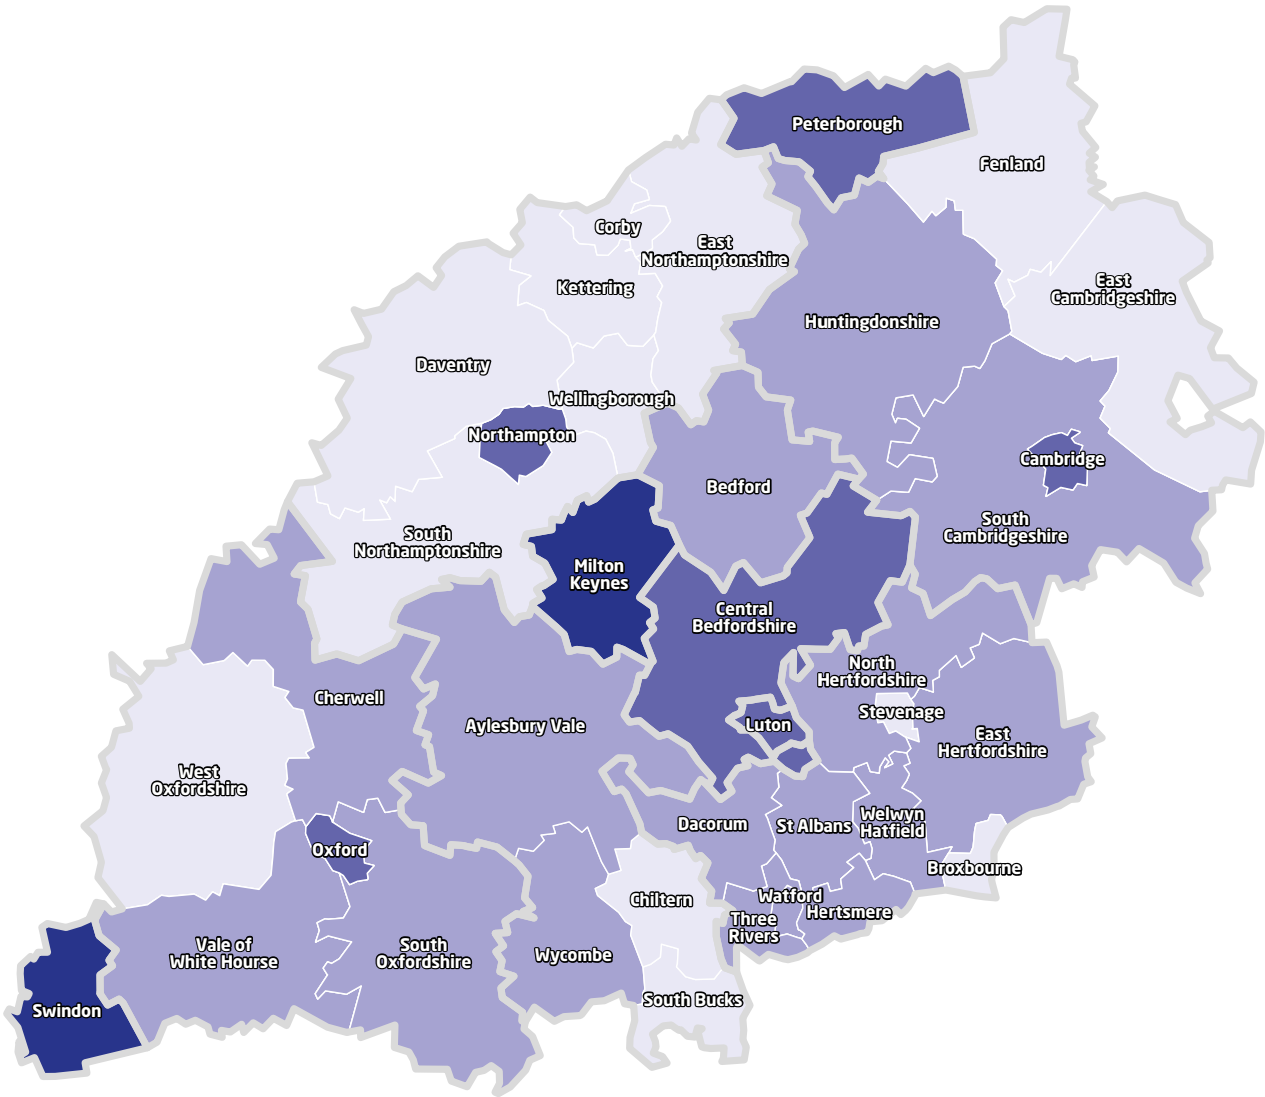 Peterborough
Fenland
Corby
East
Northamptonshire
Kettering
East
Cambridgeshire
Huntingdonshire
Daventry
Wellingborough
Northampton
Cambridge
Bedford
South
Cambridgeshire
South
Northamptonshire
Milton
Keynes
Central
Bedfordshire
North
Hertfordshire
Cherwell
Stevenage
Aylesbury Vale
Luton
East
Hertfordshire
West
Oxfordshire
Dacorum
St Albans
Welwyn
Hatfield
Oxford
Broxbourne
Chiltern
Watford
Hertsmere
Three
Rivers
Vale of
White Hourse
South
Oxfordshire
Wycombe
South Bucks
Swindon